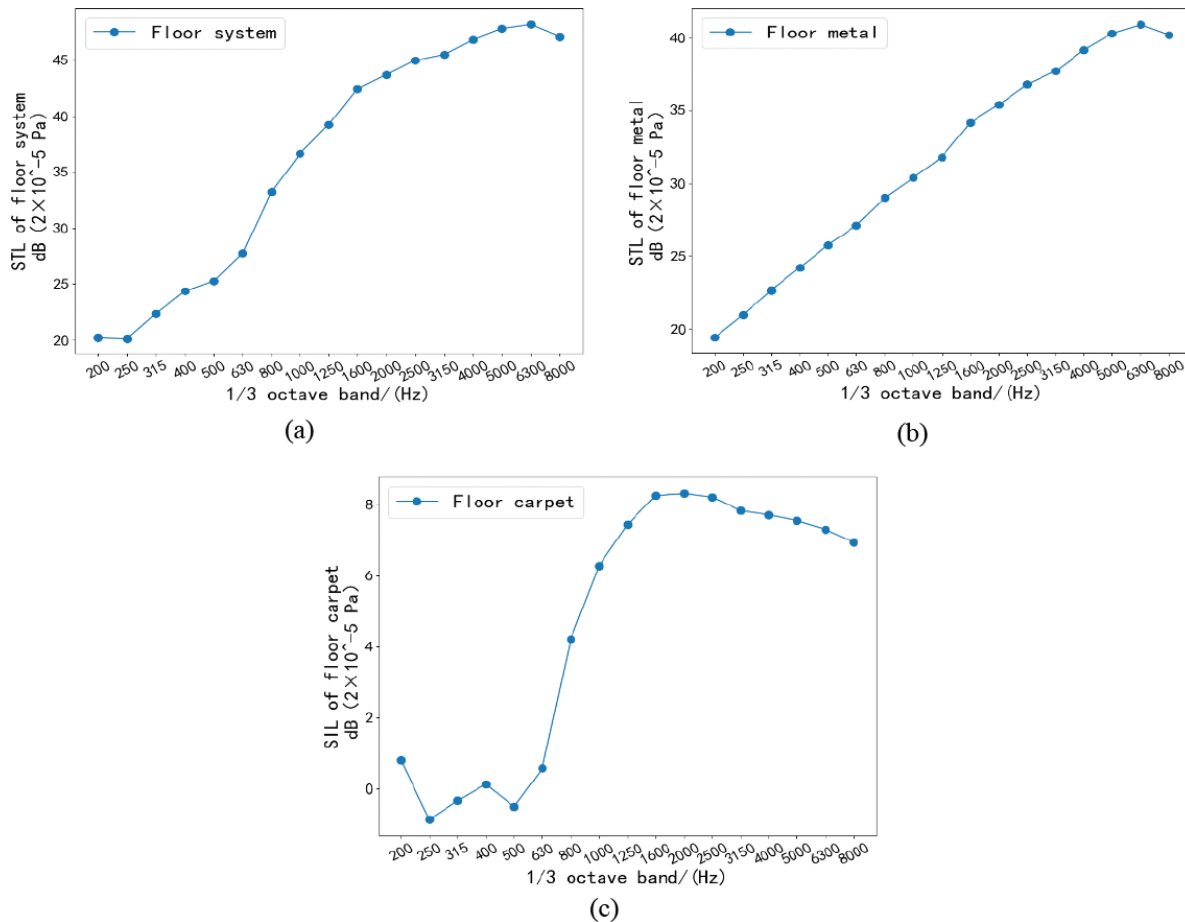 Floor system
STL of floor system
dB (2×10^-5 Pa)
45
40
35
30
25
20
200 250 315 400 500 630 800 1000 1250 1600 2000 2500 3150 4000 5000 6300 8000
1/3 octave band/(Hz)
(a)
Floor metal
STL of floor metal
dB (2×10^-5 Pa)
40
35
30
25
20
200 250 315 400 500 630 800 1000 1250 1600 2000 2500 3150 4000 5000 6300 8000
1/3 octave band/(Hz)
(b)
Floor carpet
SIL of floor carpet
dB (2×10^-5 Pa)
8
6
4
2
0
200 250 315 400 500 630 800 1000 1250 1600 2000 2500 3150 4000 5000 6300 8000
1/3 octave band/(Hz)
(c)